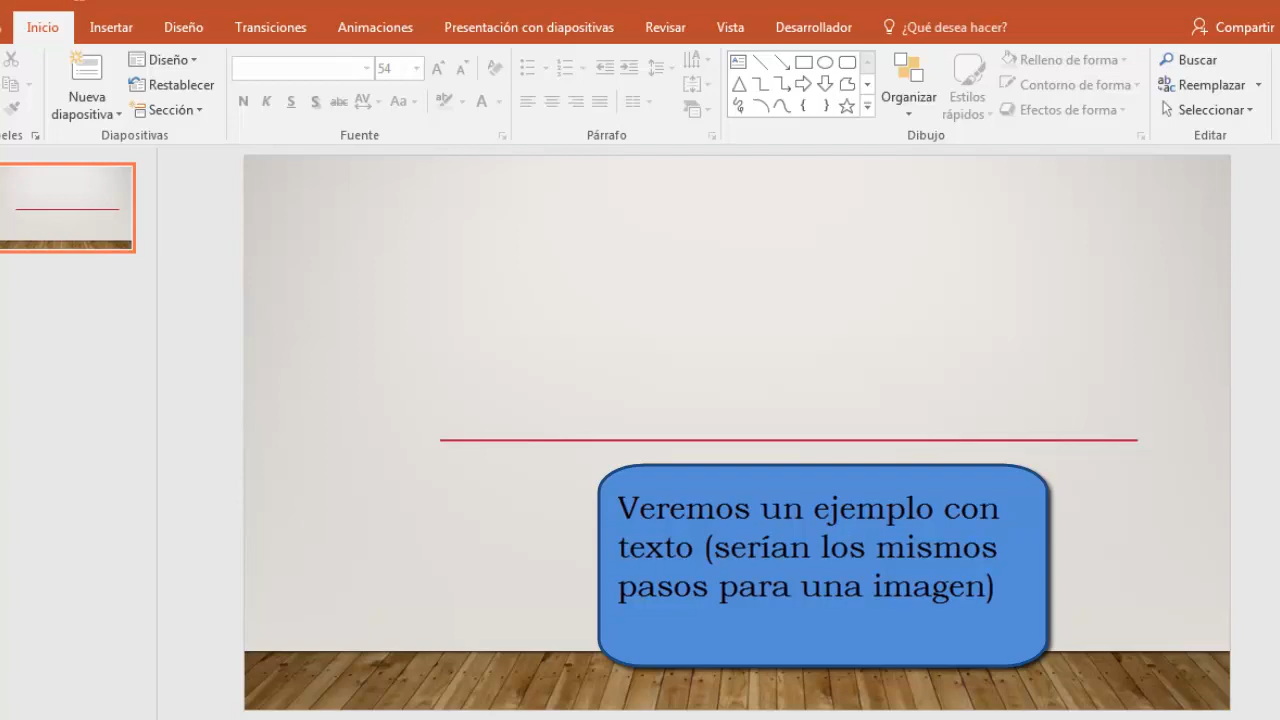 Inicio Insertar Diseño Transiciones Animaciones Presentación con diapositivas Revisar Vista Desarrollador ¿Qué desea hacer? Compartir
Diseño 54 Buscar
Nueva Restablecer Organizar Estilos Relleno de forma Reemplazar
diapositiva Sección N K S S abc AV Aa A rápidos Contorno de forma Seleccionar
Efectos de forma
eles Diapositivas Fuente Párrafo Dibujo Editar
Veremos un ejemplo con
texto (serían los mismos
pasos para una imagen)